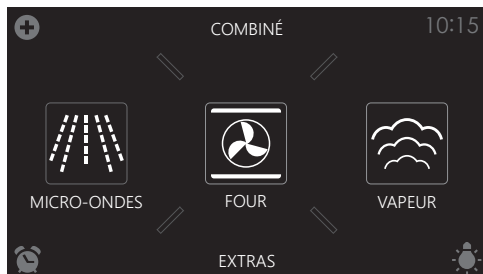 COMBINÉ
10:15
MICRO-ONDES
FOUR
VAPEUR
EXTRAS